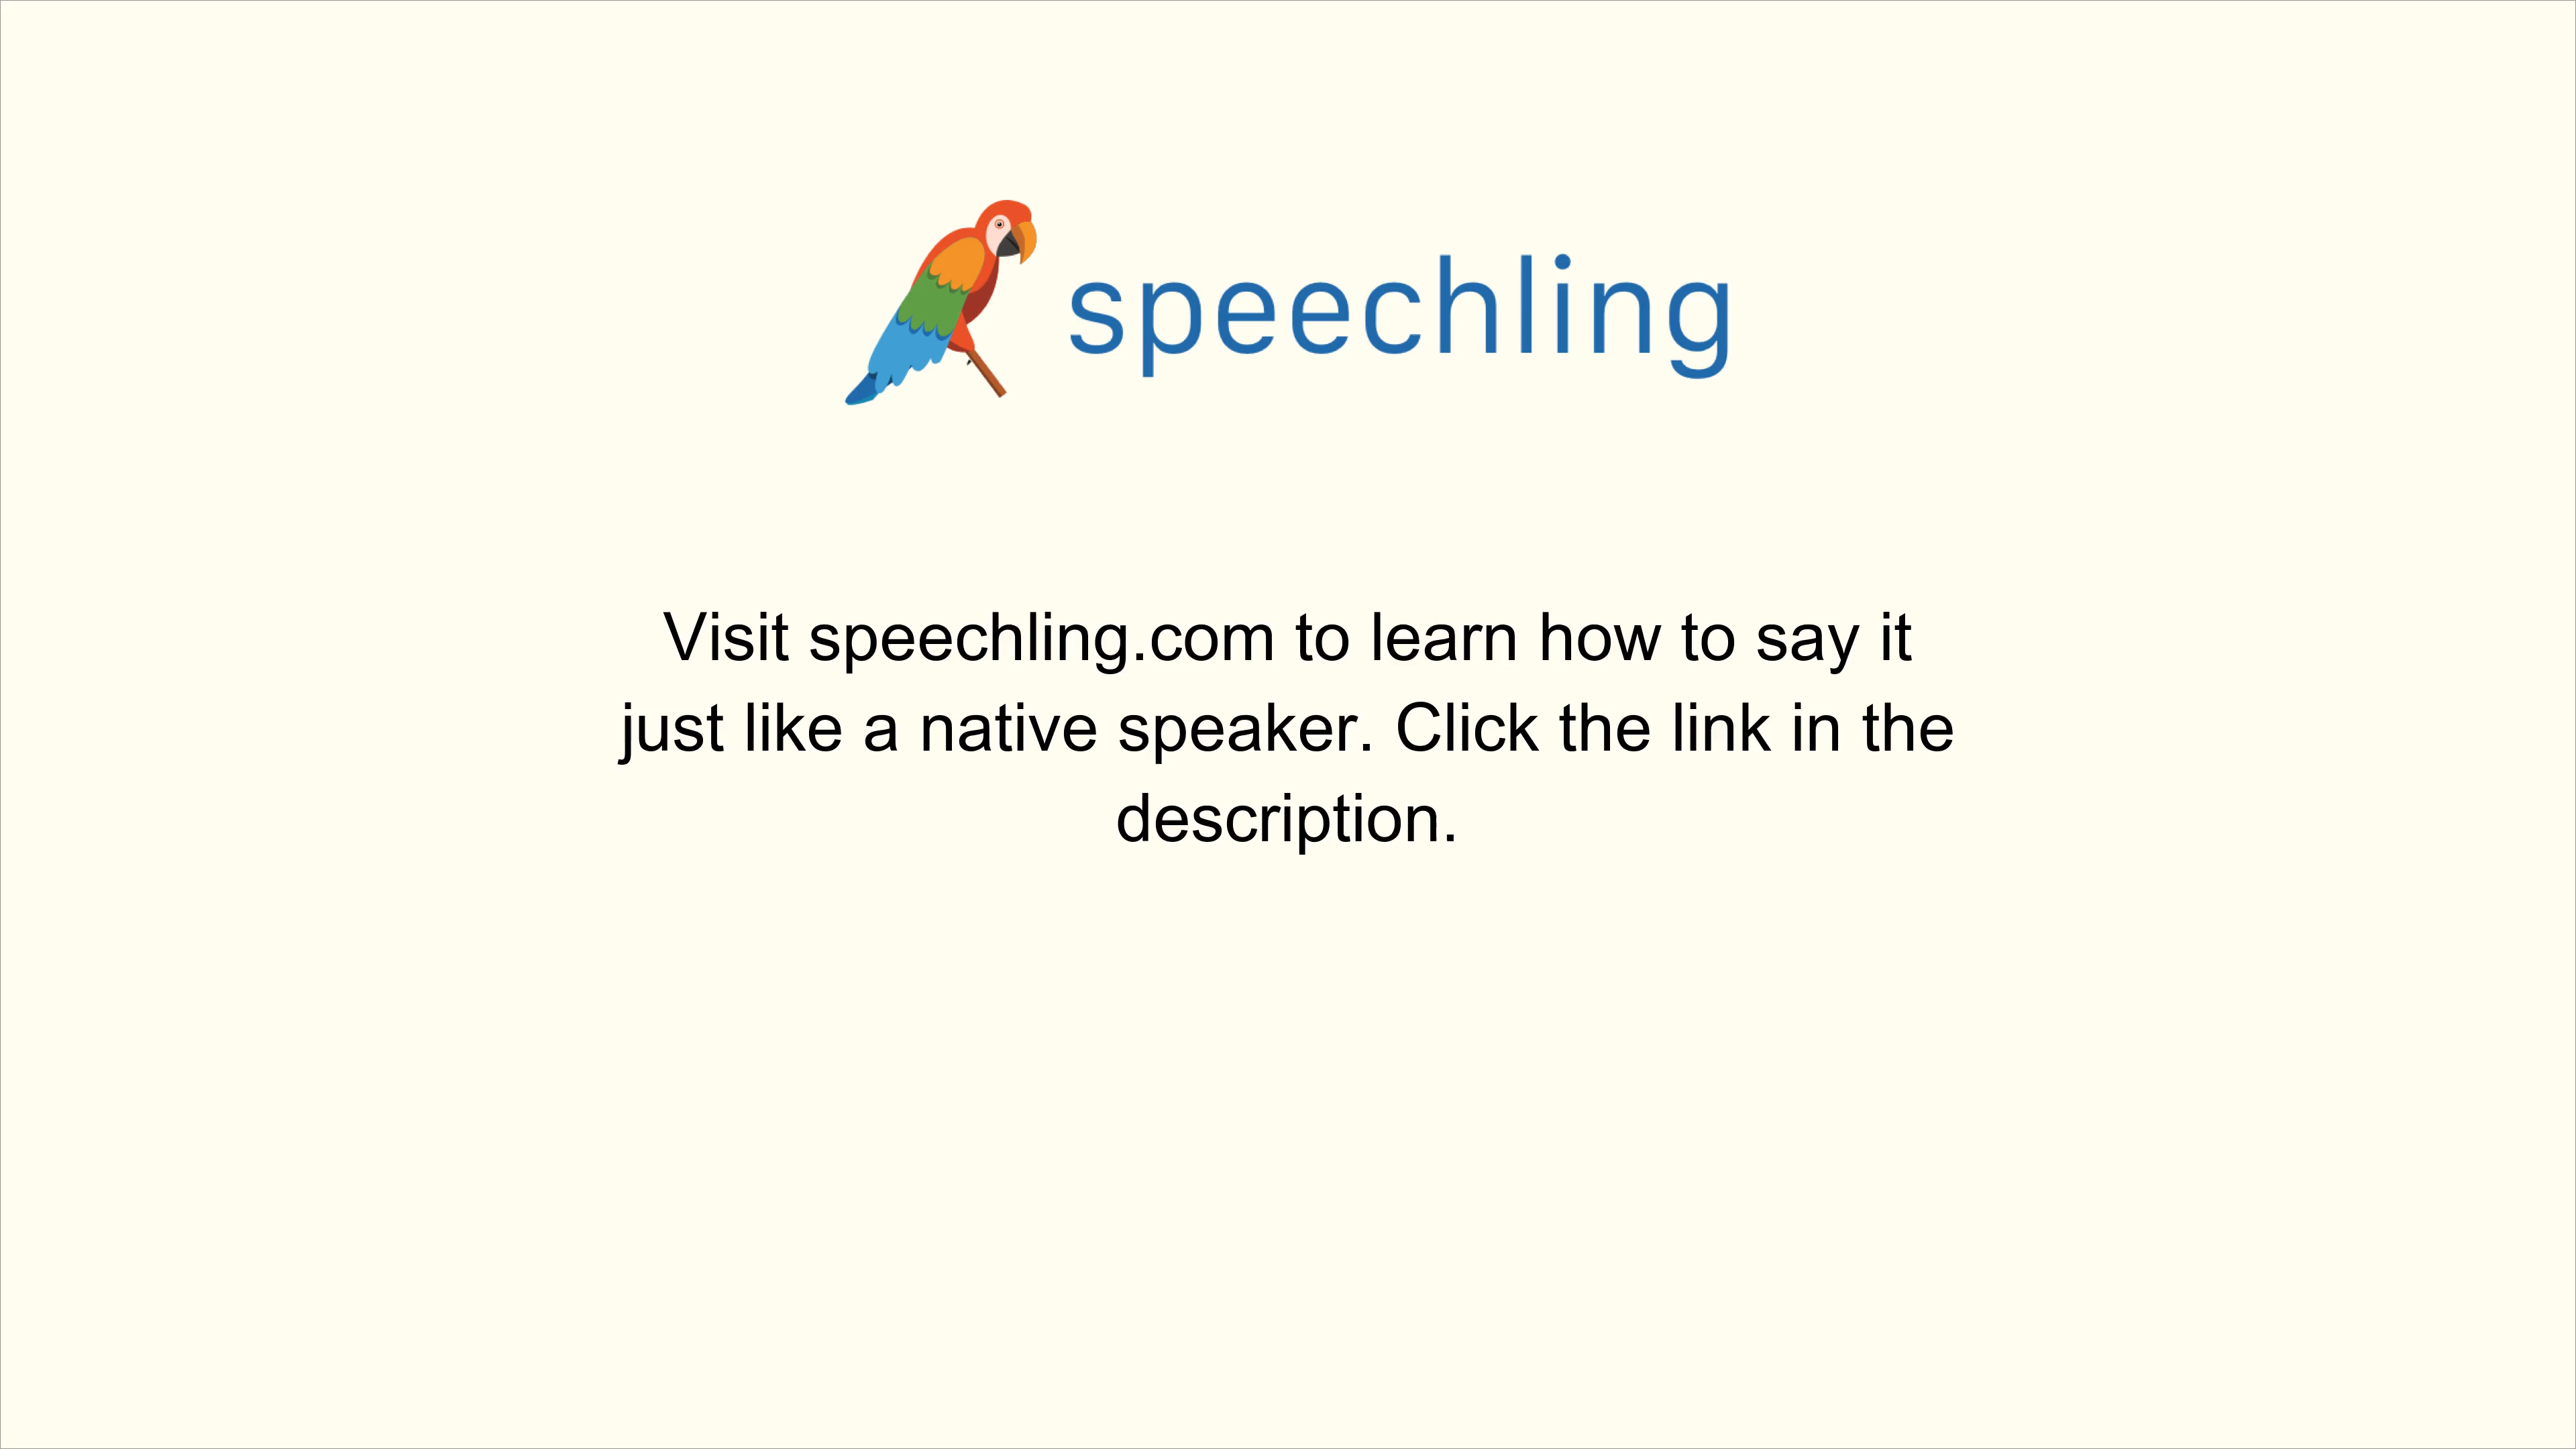 speechling
Visit speechling.com to learn how to say it
just like a native speaker. Click the link in the
description.